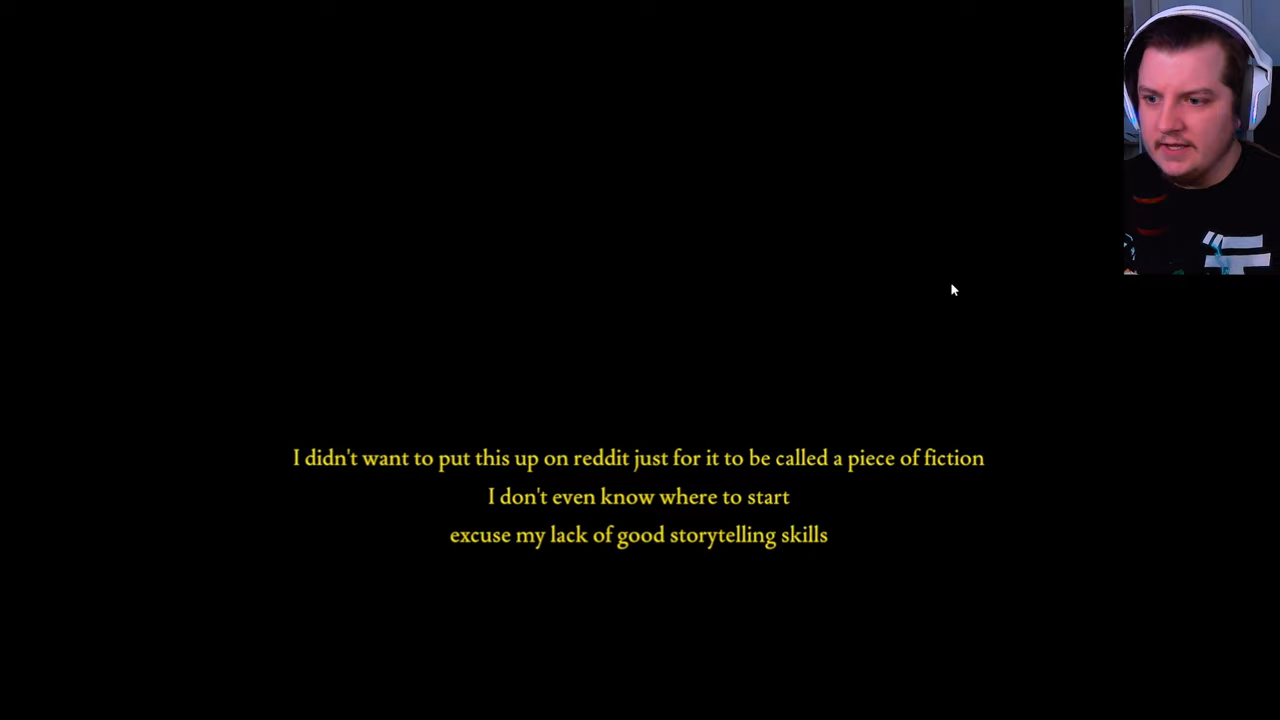 I didn't want to put this up on reddit just for it to be called a piece of fiction
I don't even know where to start
excuse my lack of good storytelling skills